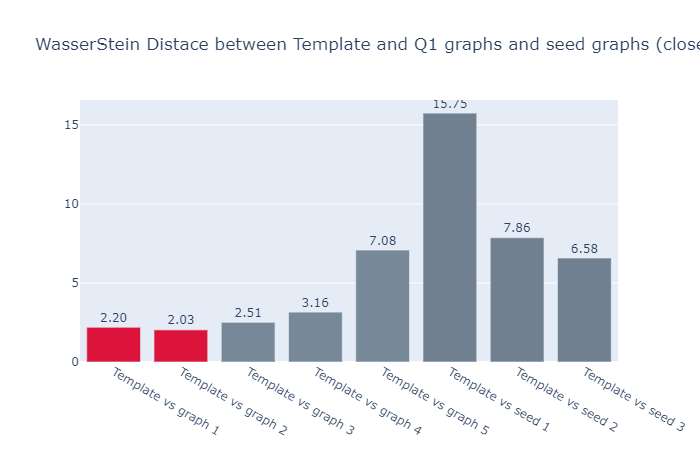 WasserStein Distace between Template and Q1 graphs and seed graphs (close
15.75
15
10
7.86
7.08
6.58
5
3.16
2.51
2.20
2.03
0
Template vs graph 1
Template vs graph 2
Template vs graph 3
Template vs graph 4
Template vs graph 5
Template vs seed 1
Template vs seed 2
Template vs seed 3